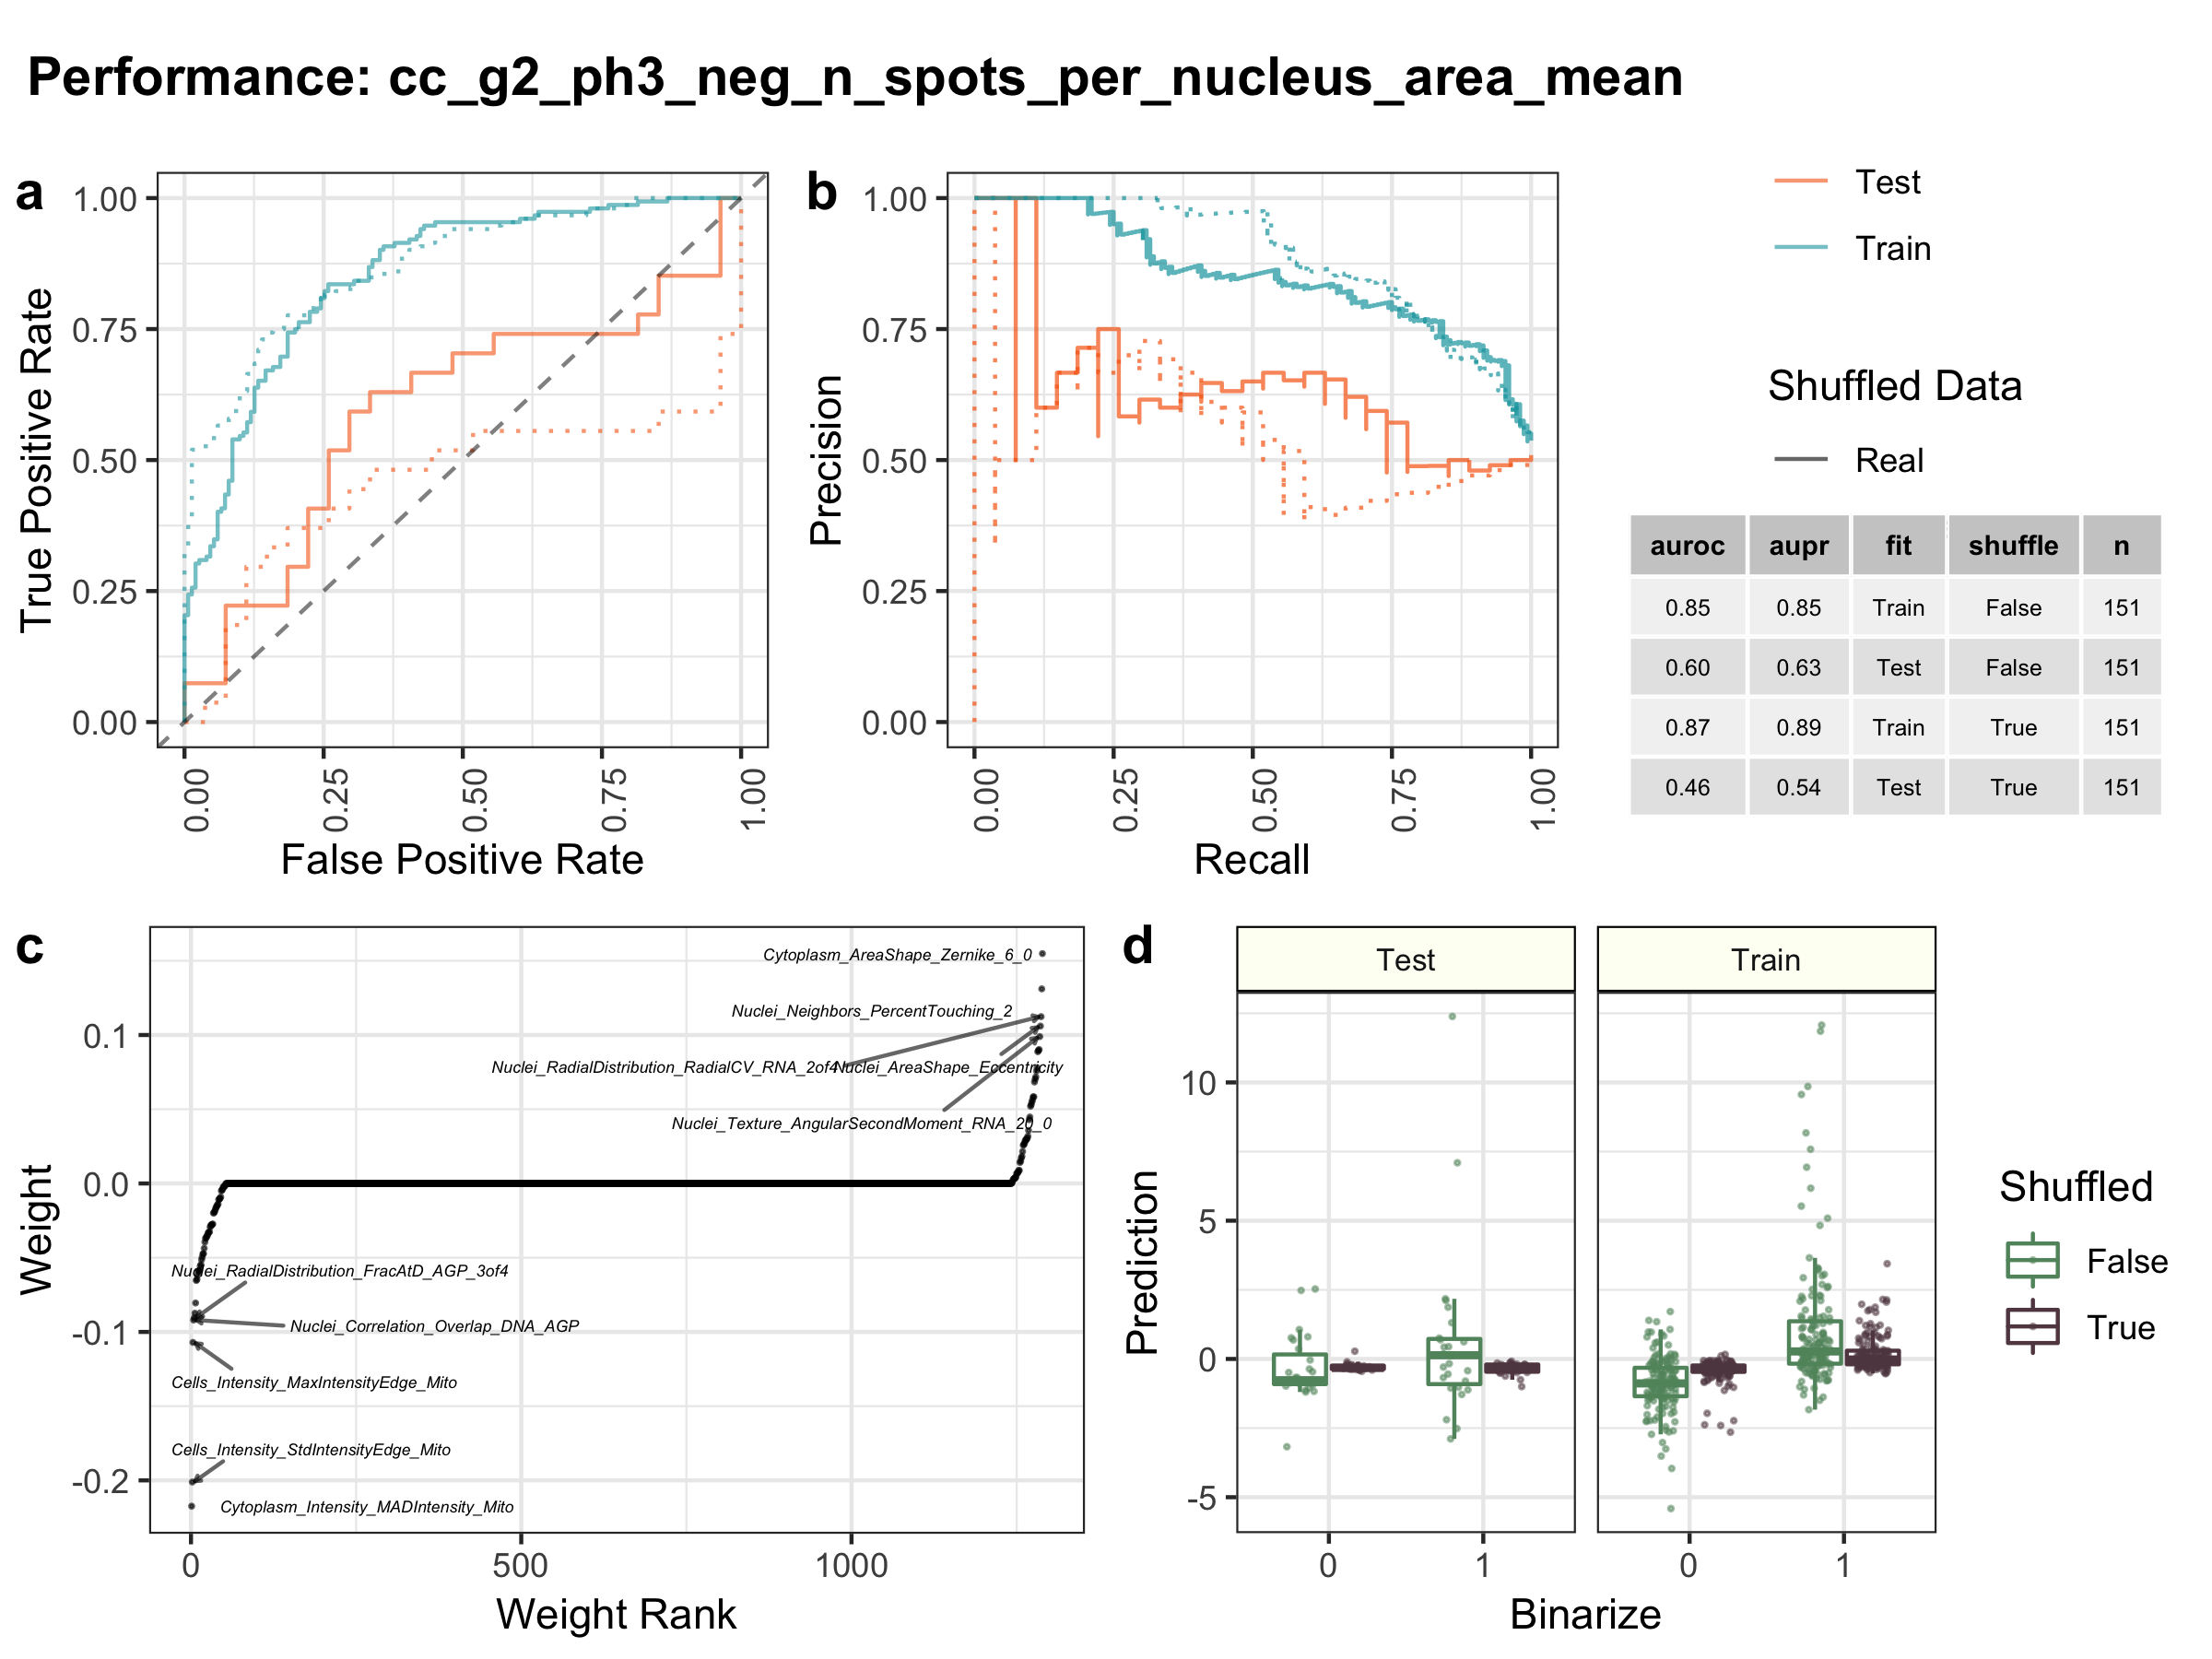 Performance: cc_g2_ph3_neg_n_spots_per_nucleus_area_mean
a
1.00
0.75
0.50
0.25
0.00
True Positive Rate
0.00
0.25
0.50
0.75
1.00
False Positive Rate
b
1.00
0.75
0.50
0.25
0.00
Precision
0.00
0.25
0.50
0.75
1.00
Recall
Test
Train
Shuffled Data
Real
auroc aupr fit shuffle n
0.85 0.85 Train False 151
0.60 0.63 Test False 151
0.87 0.89 Train True 151
0.46 0.54 Test True 151
c
0.1
0.0
-0.1
-0.2
Weight
Cytoplasm_AreaShape_Zernike_6_0
Nuclei_Neighbors_PercentTouching_2
Nuclei_RadialDistribution_RadialCV_RNA_2of4
Nuclei_AreaShape_Eccentricity
Nuclei_Texture_AngularSecondMoment_RNA_20_0
Nuclei_RadialDistribution_FracAtD_AGP_3of4
Nuclei_Correlation_Overlap_DNA_AGP
Cells_Intensity_MaxIntensityEdge_Mito
Cells_Intensity_StdIntensityEdge_Mito
Cytoplasm_Intensity_MADIntensity_Mito
0
500
1000
Weight Rank
d
Test
Train
10
5
0
-5
Prediction
0
1
0
1
Binarize
Shuffled
False
True